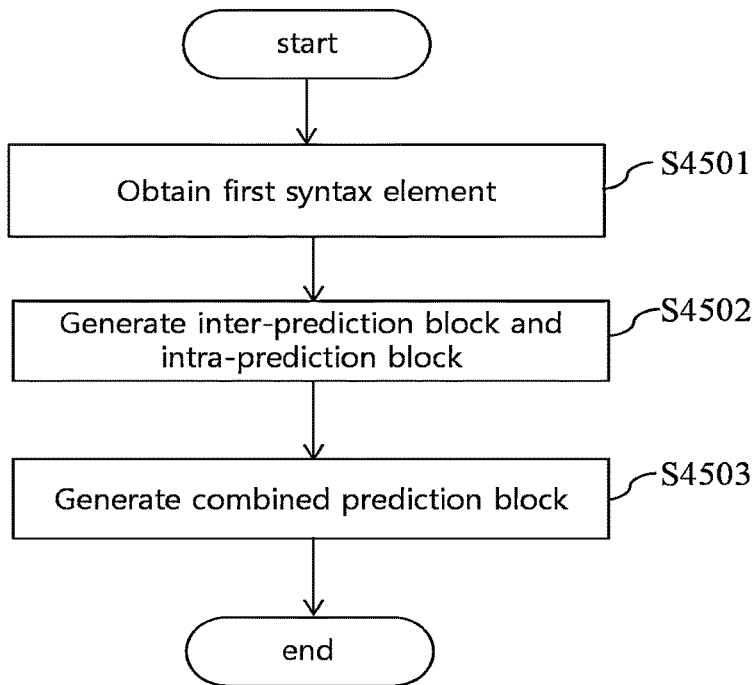 start
S4501
Obtain first syntax element
S4502
Generate inter-prediction block and
intra-prediction block
S4503
Generate combined prediction block
end